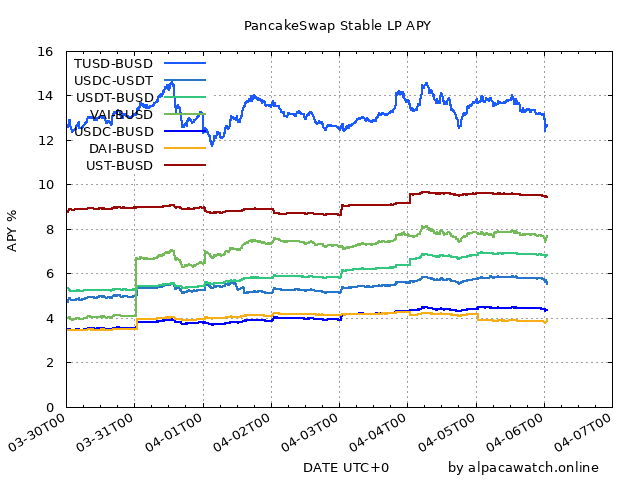 PancakeSwap Stable LP APY
16
14
12
10
8
6
4
2
0
APY %
TUSD-BUSD
USDC-USDT
USDT-BUSD
VAI-BUSD
USDC-BUSD
DAI-BUSD
UST-BUSD
03-30T00
03-31T00
04-01T00
04-02T00
04-03T00
04-04T00
04-05T00
04-06T00
04-07T00
DATE UTC+0
by alpacawatch.online